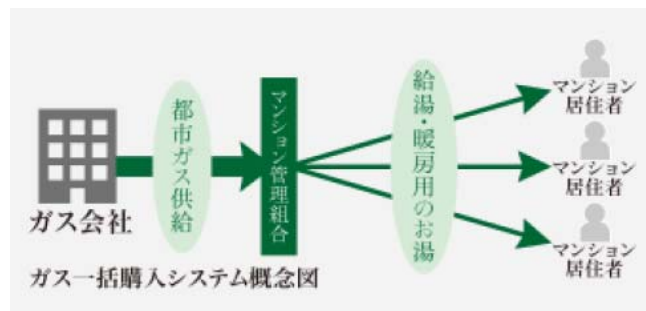 ガス会社
都市ガス供給
マンション管理組合
給湯・暖房用のお湯
マンション
居住者
マンション
居住者
マンション
居住者
ガス一括購入システム概念図